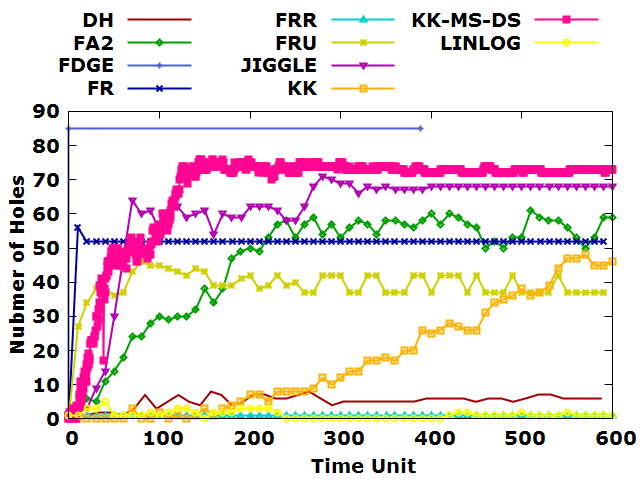 DH FRR KK-MS-DS
FA2 FRU LINLOG
FDGE JIGGLE
FR KK
90
80
70
60
50
40
30
20
10
0
Nubmer of Holes
0 100 200 300 400 500 600
Time Unit